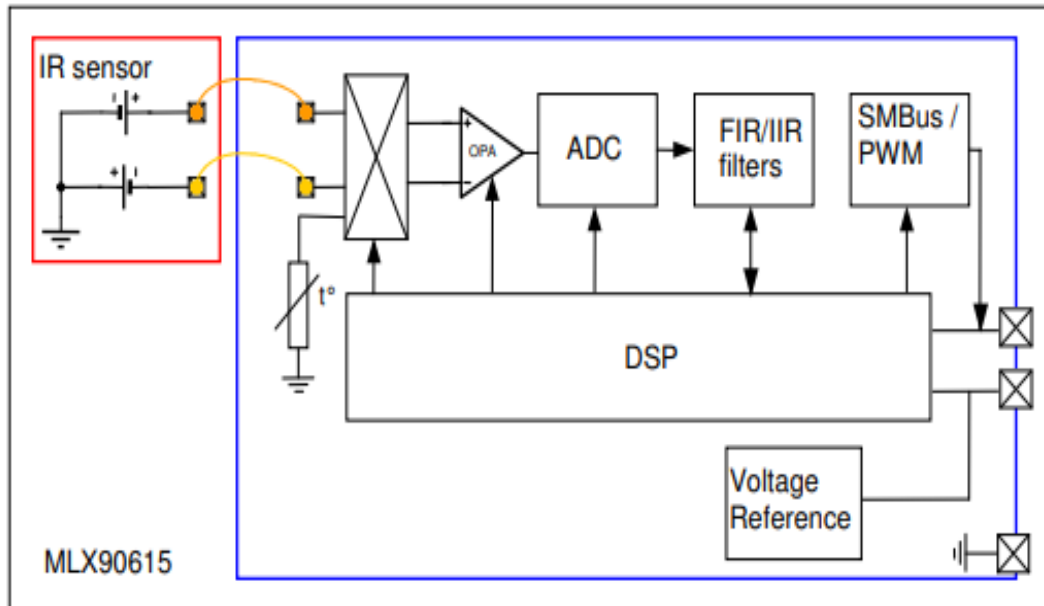 IR sensor
OPA
ADC
FIR/IIR
filters
SMBus /
PWM
t°
DSP
Voltage
Reference
MLX90615